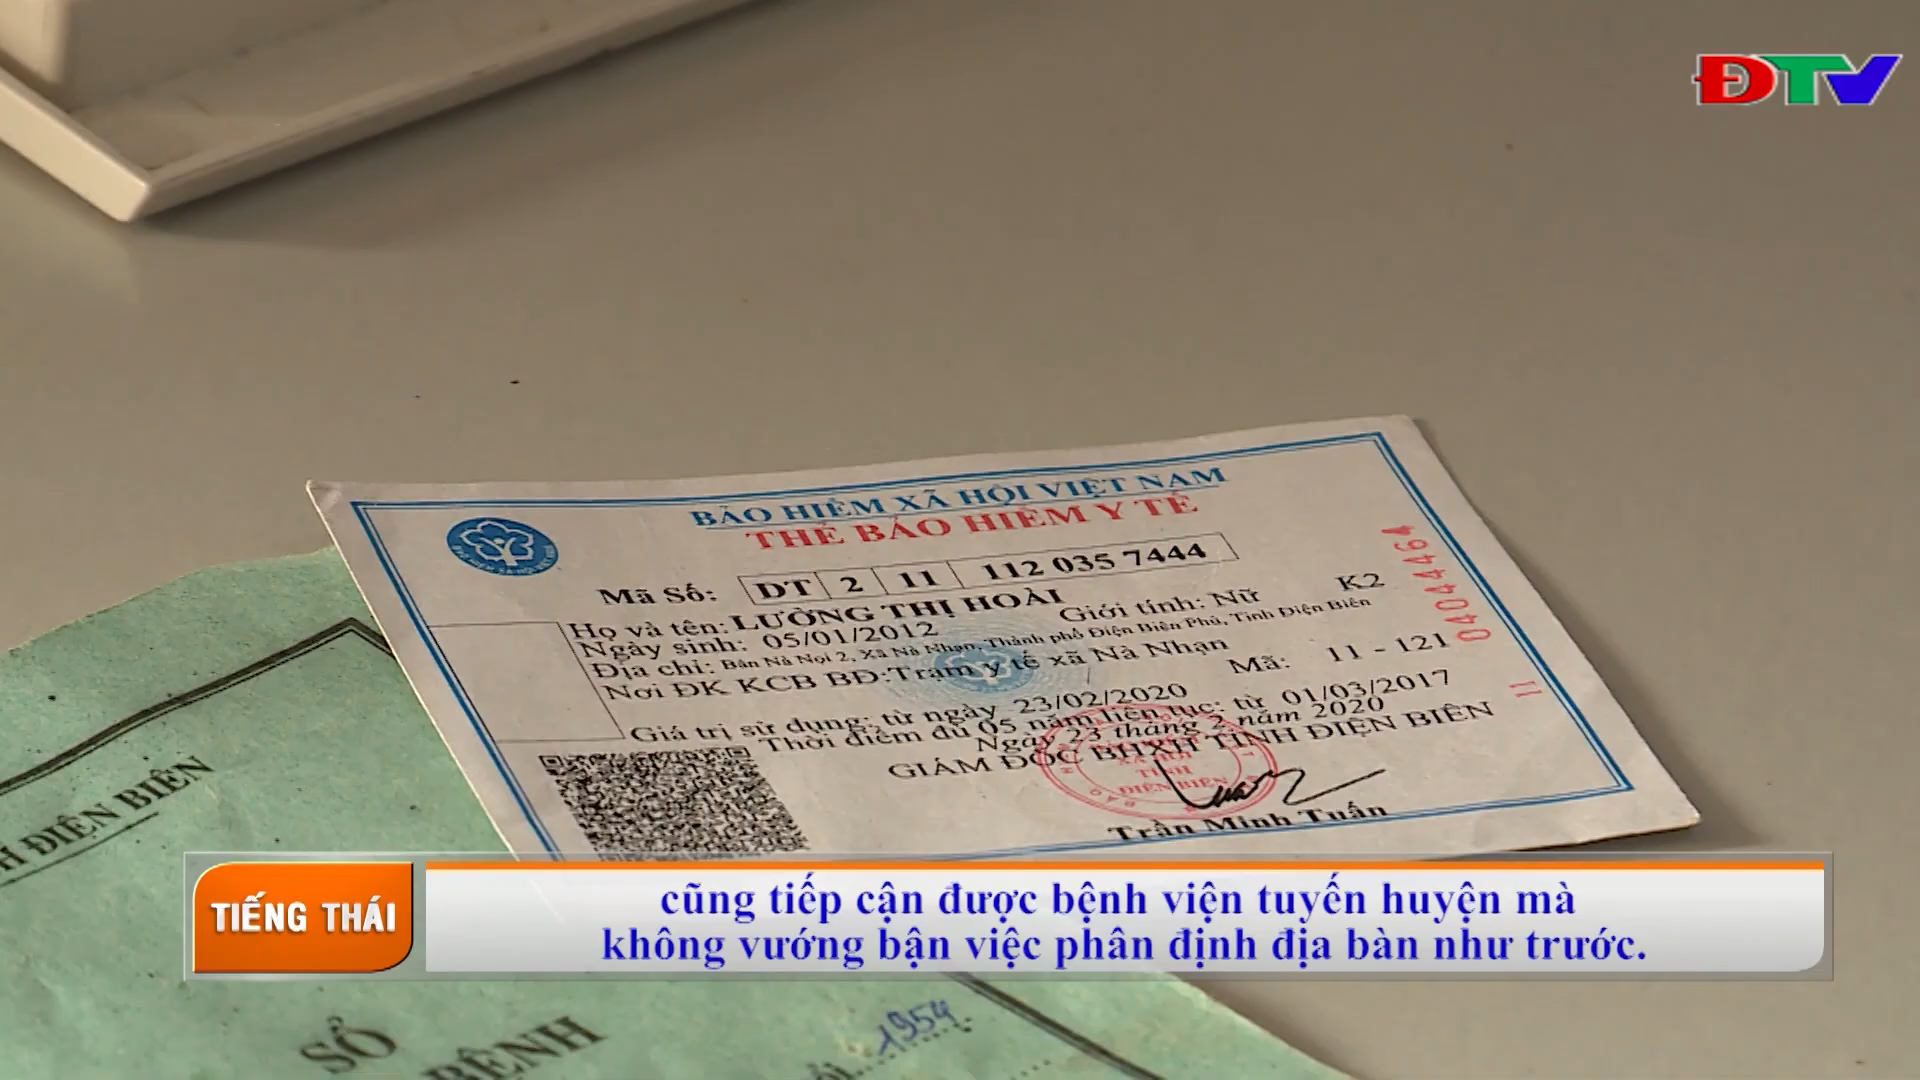 ĐTV
BẢO HIỂM XÃ HỘI VIỆT NAM
THẺ BẢO HIỂM Y TẾ
Mã Số: DT 2 11 112 035 7444
Họ và tên: LƯỜNG THỊ HOÀI
Giới tính: Nữ
K2
04044464
Ngày sinh: 05/01/2012
Địa chỉ: Bản Nà Nọi 2, Xã Nà Nhạn, Thành phố Điện Biên Phủ, Tỉnh Điện Biên
Nơi ĐK KCB BĐ: Trạm y tế xã Nà Nhạn
Mã: 11 - 121
11
Giá trị sử dụng: từ ngày 23/02/2020
Thời điểm đủ 05 năm liên tục: từ 01/03/2017
Ngày 23 tháng 2 năm 2020
GIÁM ĐỐC BHXH TỈNH ĐIỆN BIÊN
TỈNH
ĐIỆN BIÊN
Trần Minh Tuấn
H ĐIỆN BIÊN
TIẾNG THÁI
cũng tiếp cận được bệnh viện tuyến huyện mà
không vướng bận việc phân định địa bàn như trước.
SỔ
BỆNH
1954